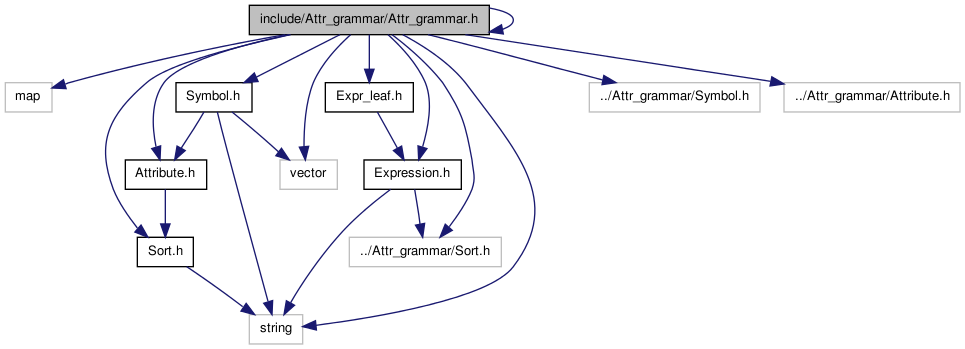 include/Attr_grammar/Attr_grammar.h
map
Symbol.h
Expr_leaf.h
../Attr_grammar/Symbol.h
../Attr_grammar/Attribute.h
Attribute.h
vector
Expression.h
Sort.h
../Attr_grammar/Sort.h
string